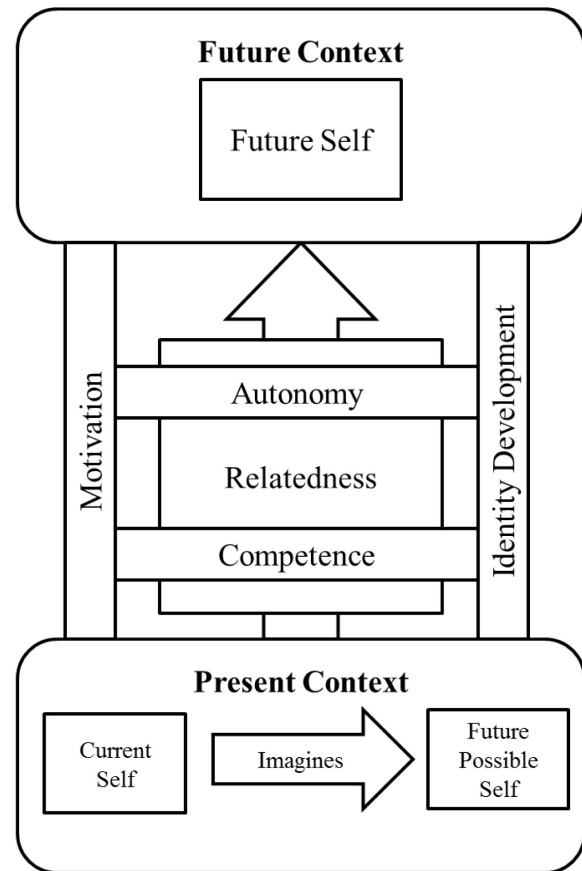 Future Context
Future Self
Motivation
Identity Development
Autonomy
Relatedness
Competence
Present Context
Current
Self
Imagines
Future
Possible
Self